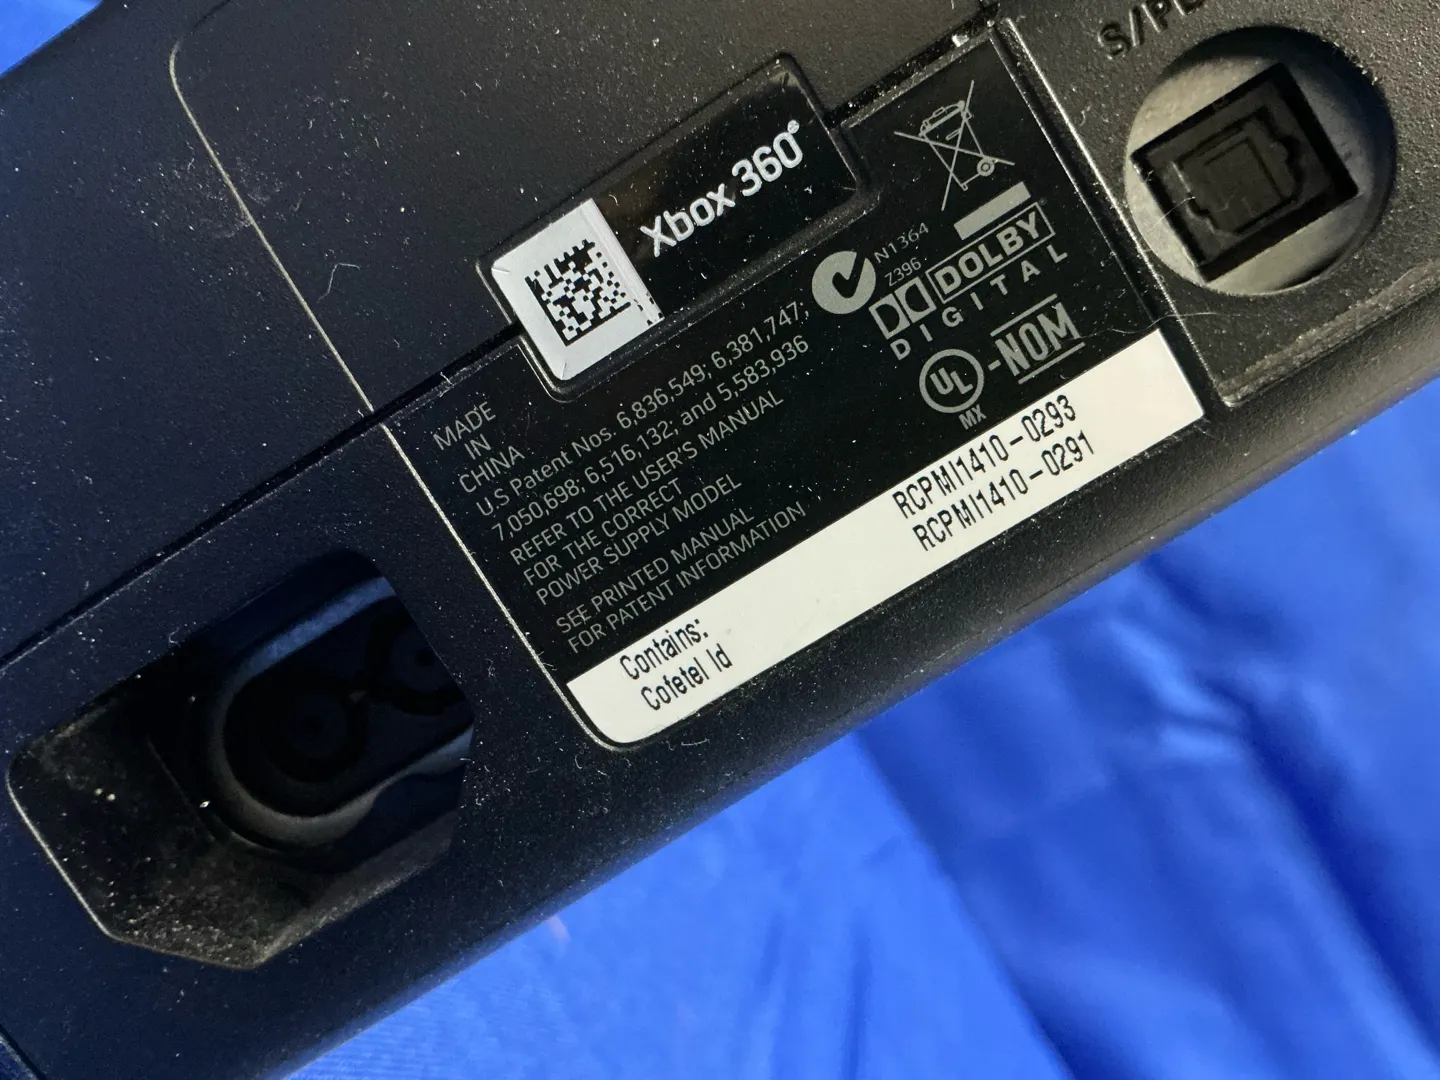 S/PD
Xbox 360®
N1364
Z396
DOLBY
DIGITAL
UL
MX
-NOM
MADE
IN
CHINA
U.S Patent Nos. 6,836,549; 6,381,747;
7,050,698; 6,516,132; and 5,583,936
REFER TO THE USER'S MANUAL
FOR THE CORRECT
POWER SUPPLY MODEL
SEE PRINTED MANUAL
FOR PATENT INFORMATION
RCPMI1410-0293
RCPMI1410-0291
Contains:
Cofetel Id